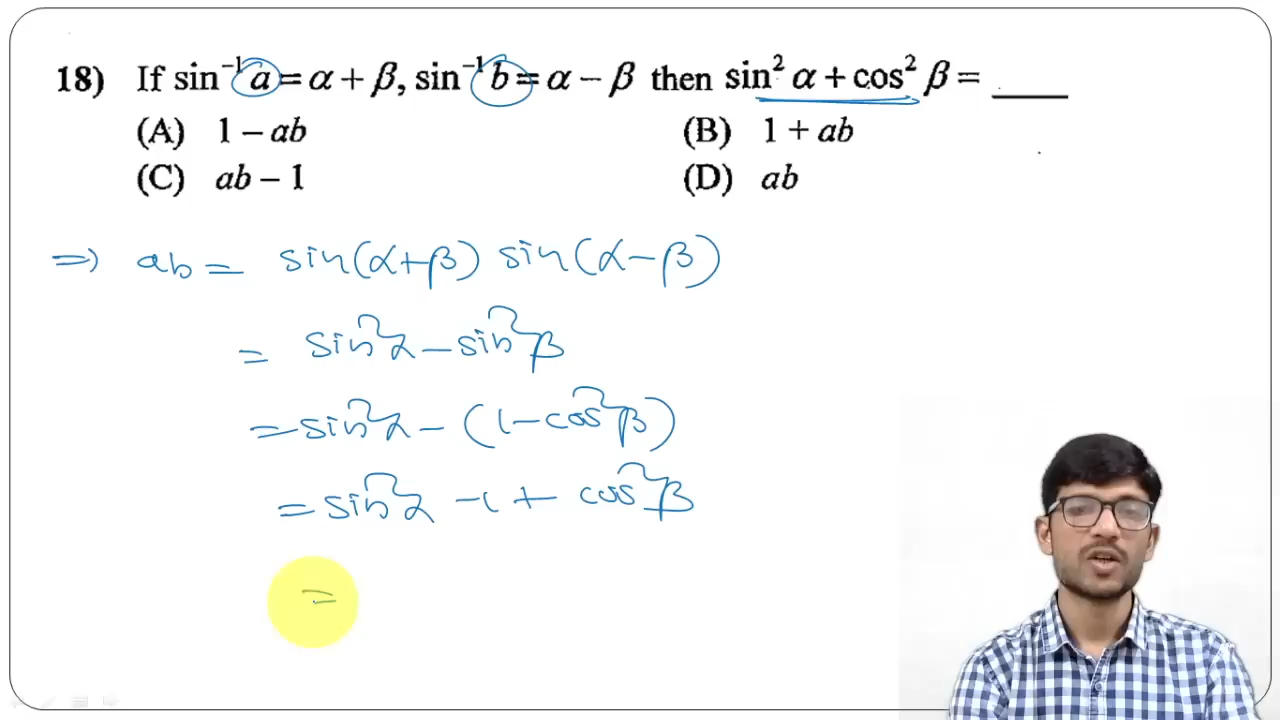 18) If sin⁻¹ a = α + β, sin⁻¹ b = α − β then sin² α + cos² β = _____
(A) 1 − ab (B) 1 + ab
(C) ab − 1 (D) ab
⇒ ab = sin(α+β) sin(α−β)
= sin²α − sin²β
= sin²α − (1 − cos²β)
= sin²α − 1 + cos²β
=